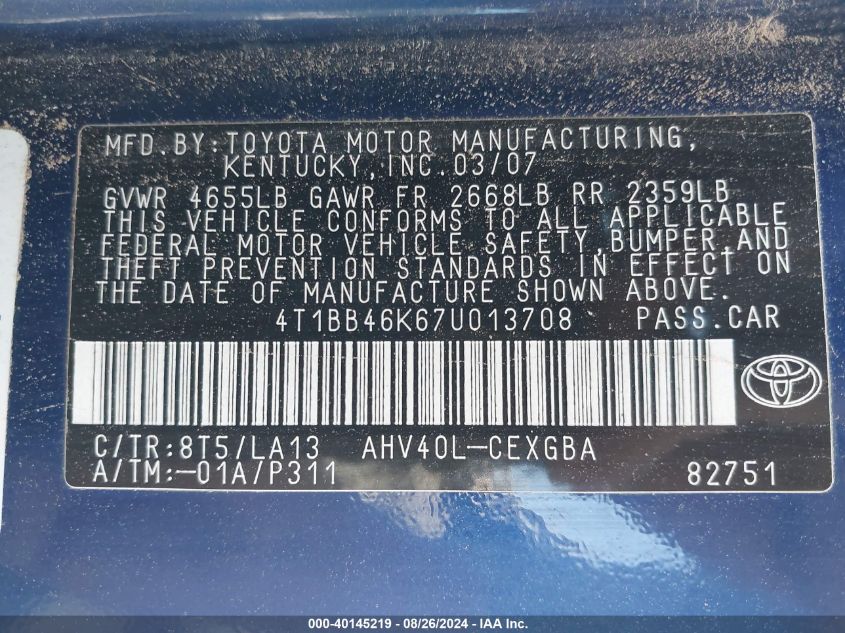 MFD.BY:TOYOTA MOTOR MANUFACTURING,
KENTUCKY,INC.03/07
GVWR 4655LB GAWR FR 2668LB RR 2359LB
THIS VEHICLE CONFORMS TO ALL APPLICABLE
FEDERAL MOTOR VEHICLE SAFETY,BUMPER,AND
THEFT PREVENTION STANDARDS IN EFFECT ON
THE DATE OF MANUFACTURE SHOWN ABOVE.
4T1BB46K67U013708 PASS.CAR
C/TR:8T5/LA13 AHV40L-CEXGBA
A/TM:-01A/P311 82751
000-40145219 - 08/26/2024 - IAA Inc.